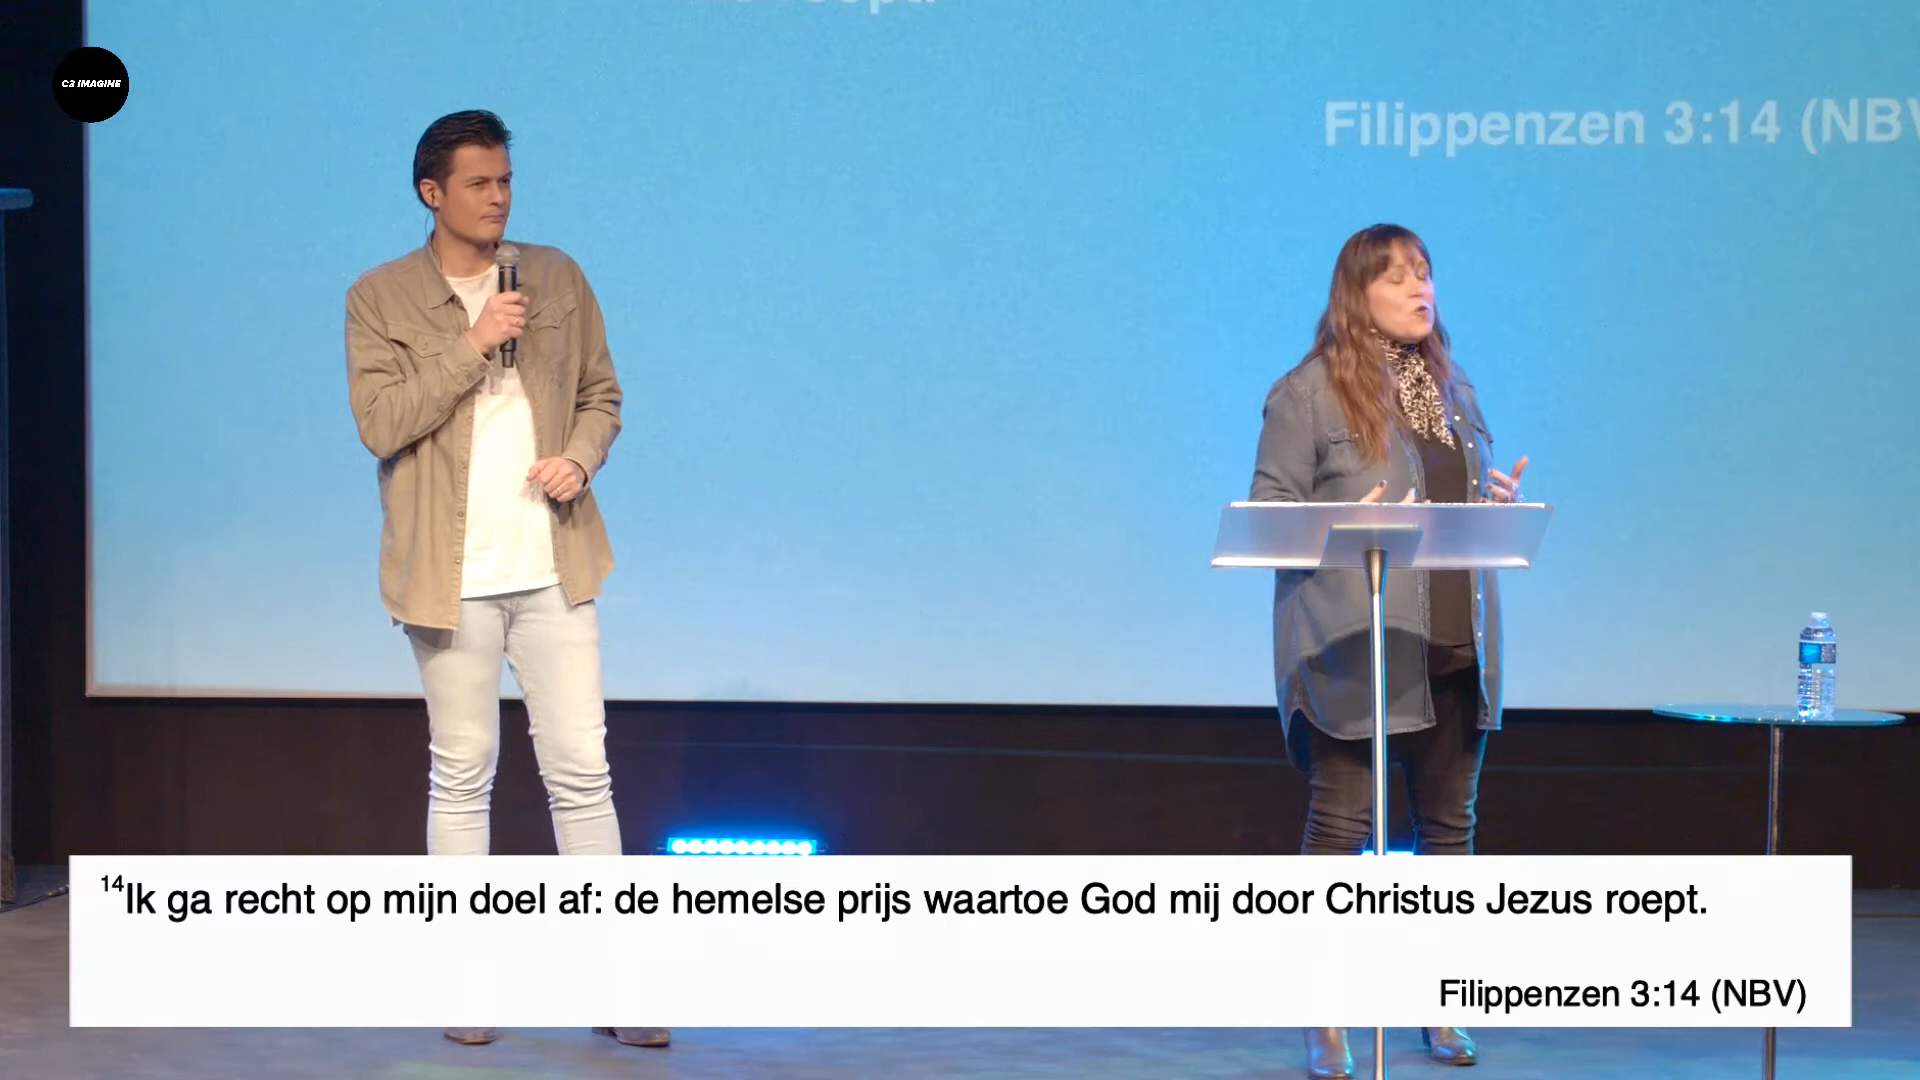 C3 IMAGINE
Filippenzen 3:14 (NBV
14Ik ga recht op mijn doel af: de hemelse prijs waartoe God mij door Christus Jezus roept.
Filippenzen 3:14 (NBV)